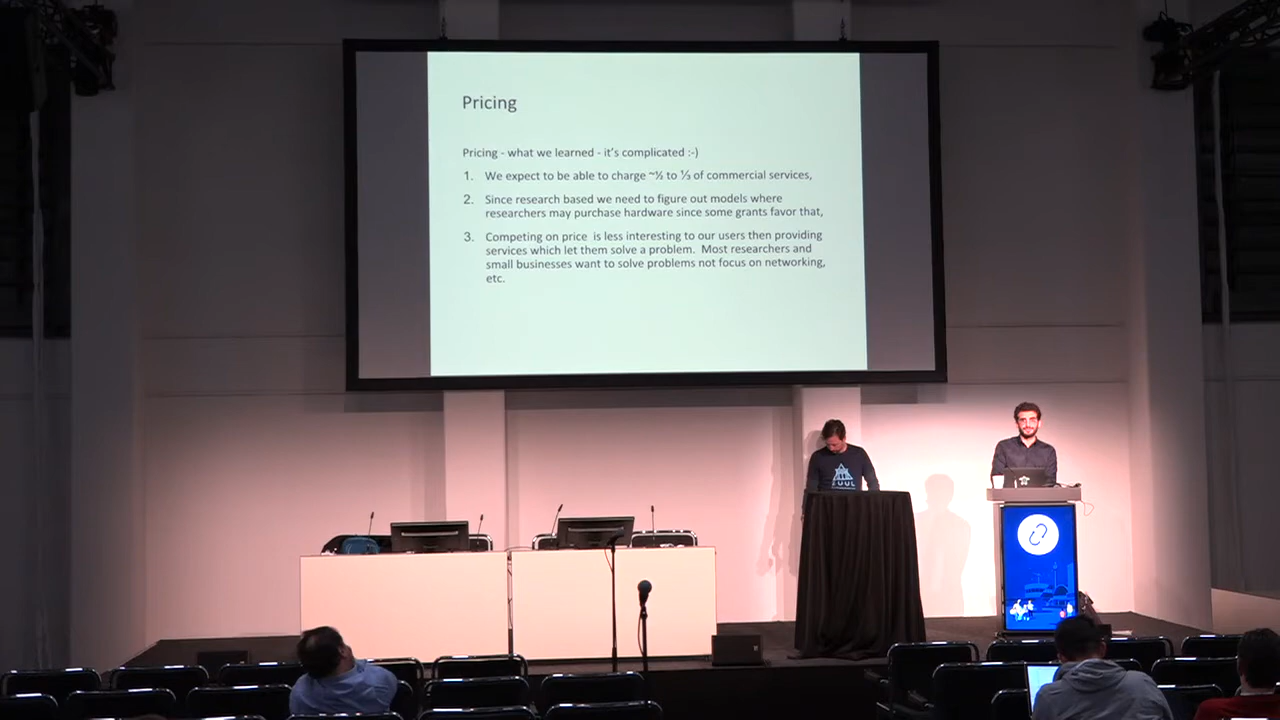 Pricing
Pricing - what we learned - it's complicated :-)
1. We expect to be able to charge ~½ to ⅓ of commercial services,
2. Since research based we need to figure out models where
researchers may purchase hardware since some grants favor that,
3. Competing on price is less interesting to our users then providing
services which let them solve a problem. Most researchers and
small businesses want to solve problems not focus on networking,
etc.
ZUUL